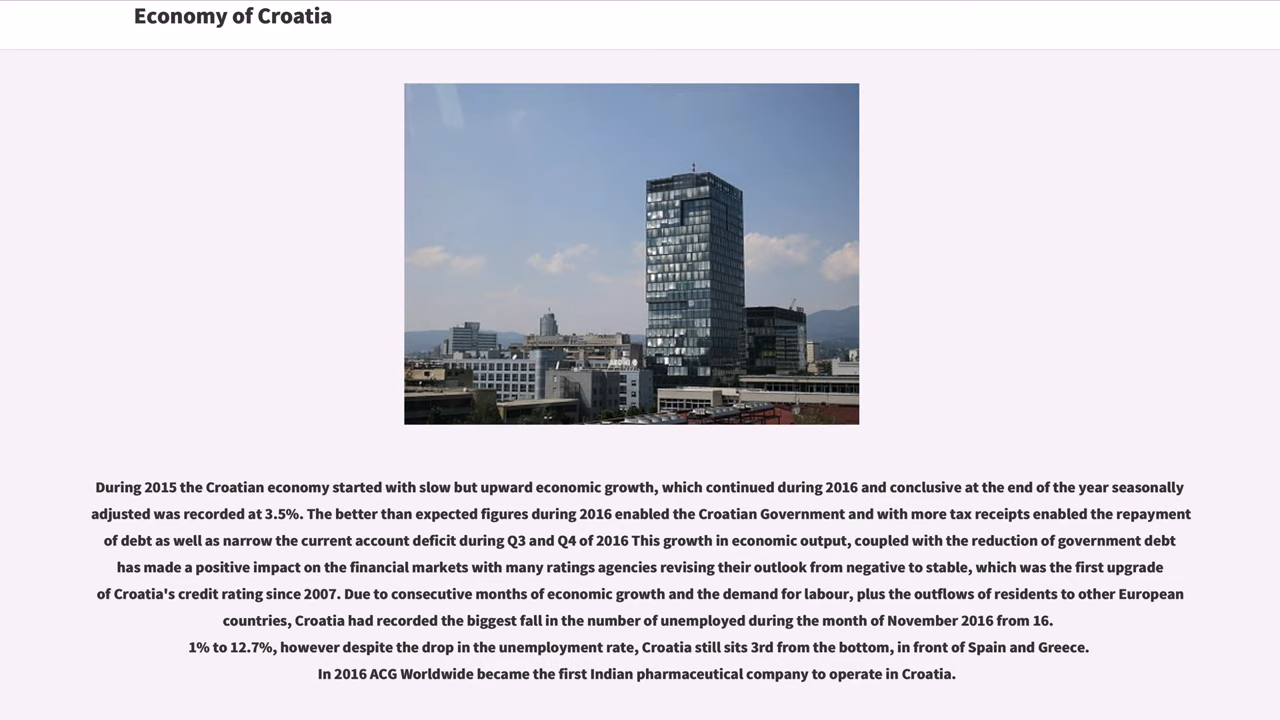 Economy of Croatia
During 2015 the Croatian economy started with slow but upward economic growth, which continued during 2016 and conclusive at the end of the year seasonally
adjusted was recorded at 3.5%. The better than expected figures during 2016 enabled the Croatian Government and with more tax receipts enabled the repayment
of debt as well as narrow the current account deficit during Q3 and Q4 of 2016 This growth in economic output, coupled with the reduction of government debt
has made a positive impact on the financial markets with many ratings agencies revising their outlook from negative to stable, which was the first upgrade
of Croatia's credit rating since 2007. Due to consecutive months of economic growth and the demand for labour, plus the outflows of residents to other European
countries, Croatia had recorded the biggest fall in the number of unemployed during the month of November 2016 from 16.
1% to 12.7%, however despite the drop in the unemployment rate, Croatia still sits 3rd from the bottom, in front of Spain and Greece.
In 2016 ACG Worldwide became the first Indian pharmaceutical company to operate in Croatia.